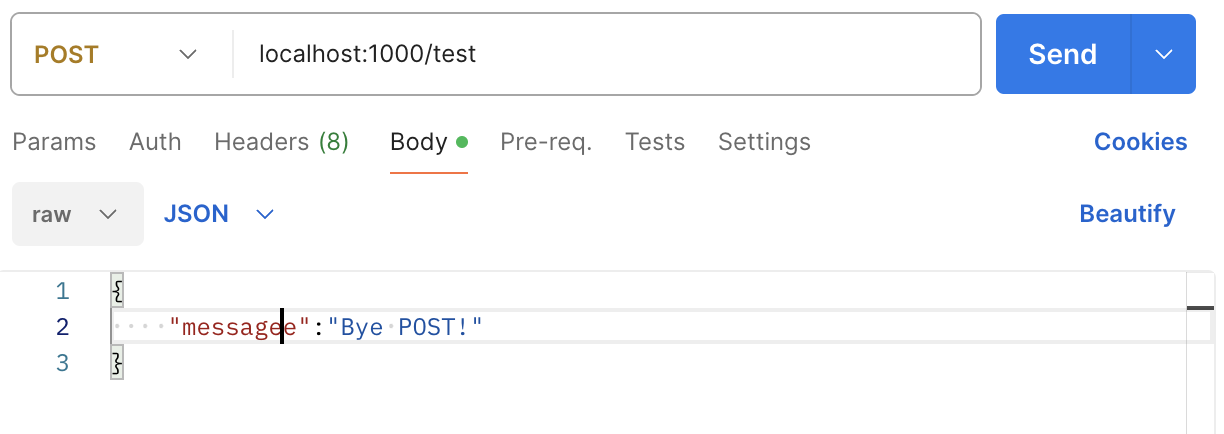 POST localhost:1000/test Send
Params Auth Headers (8) Body Pre-req. Tests Settings Cookies
raw JSON Beautify
1 {
2 "messagee":"Bye POST!"
3 }